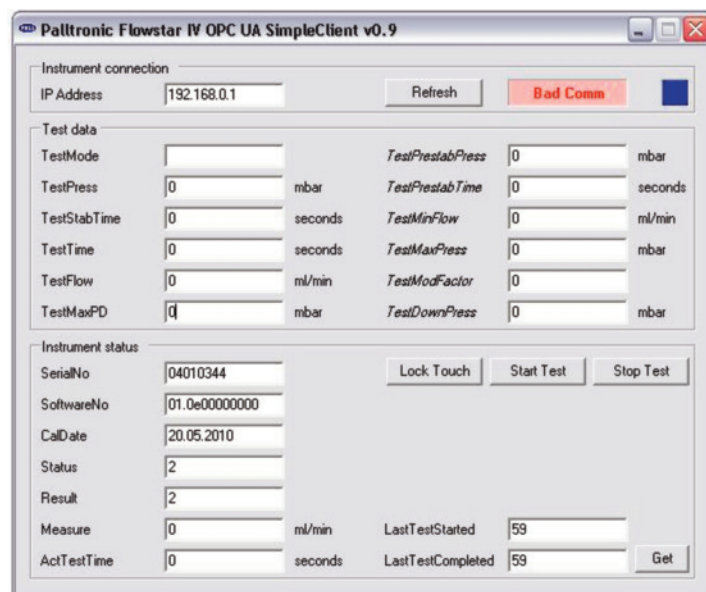 Palltronic Flowstar IV OPC UA SimpleClient v0.9
Instrument connection
IP Address 192.168.0.1 Refresh Bad Comm
Test data
TestMode TestPrestabPress 0 mbar
TestPress 0 mbar TestPrestabTime 0 seconds
TestStabTime 0 seconds TestMinFlow 0 ml/min
TestTime 0 seconds TestMaxPress 0 mbar
TestFlow 0 ml/min TestModFactor 0
TestMaxPD 0 mbar TestDownPress 0 mbar
Instrument status
SerialNo 04010344 Lock Touch Start Test Stop Test
SoftwareNo 01.0e00000000
CalDate 20.05.2010
Status 2
Result 2
Measure 0 ml/min LastTestStarted 59
ActTestTime 0 seconds LastTestCompleted 59 Get